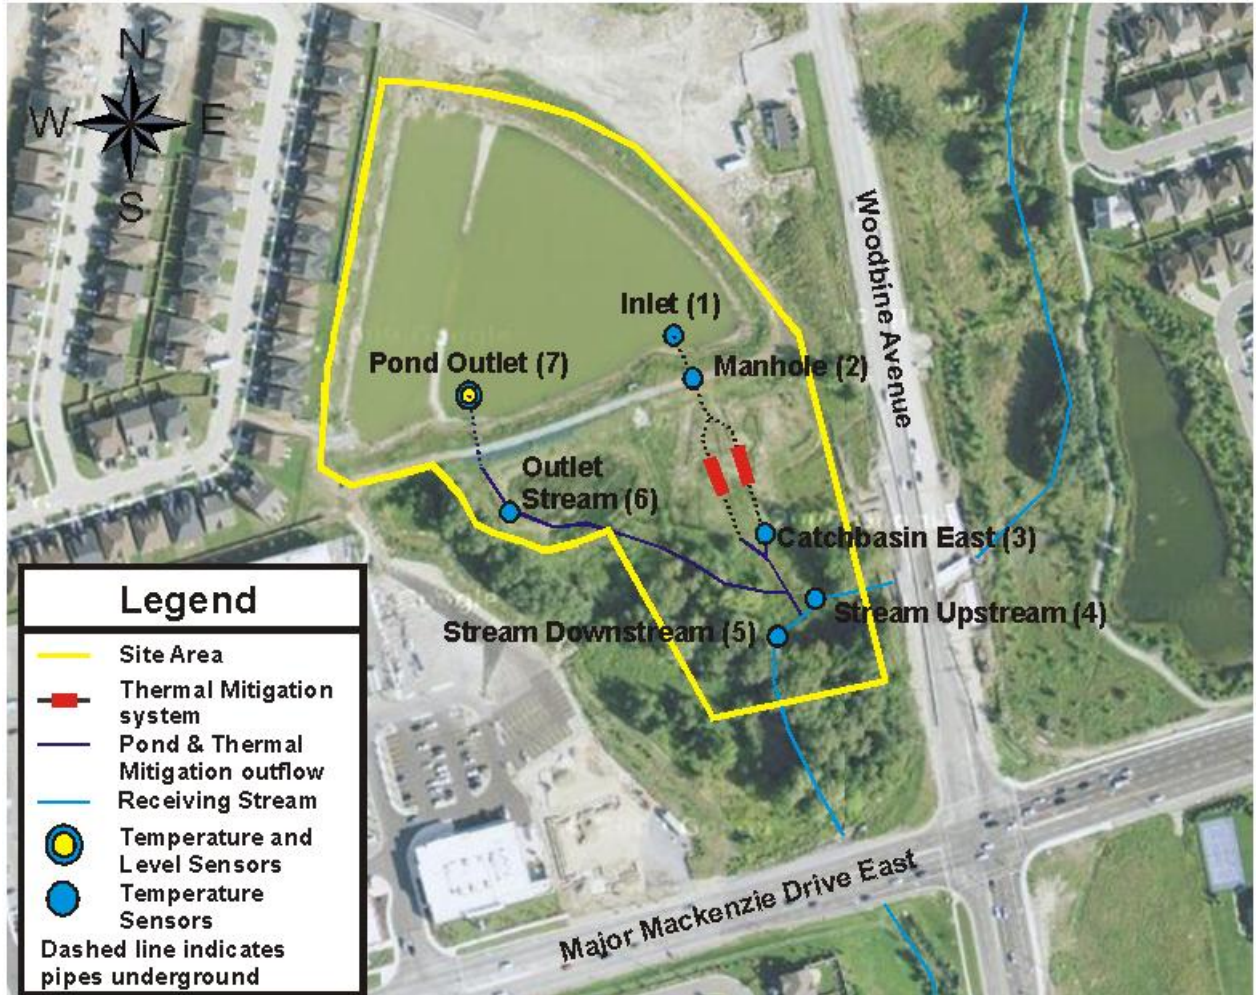 N
W
E
S
Woodbine Avenue
Inlet (1)
Pond Outlet (7)
Manhole (2)
Outlet
Stream (6)
Catchbasin East (3)
Stream Upstream (4)
Stream Downstream (5)
Major Mackenzie Drive East
Legend
Site Area
Thermal Mitigation
system
Pond & Thermal
Mitigation outflow
Receiving Stream
Temperature and
Level Sensors
Temperature
Sensors
Dashed line indicates
pipes underground